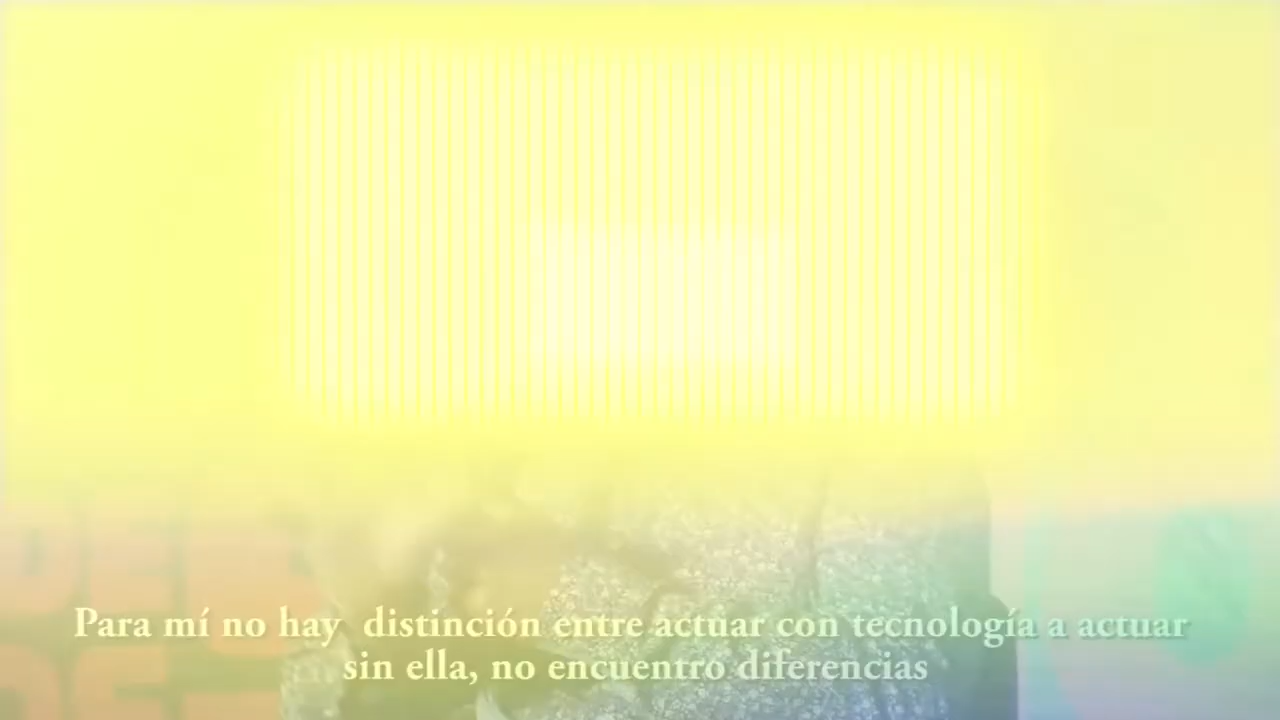 Para mí no hay  distinción entre actuar con tecnología a actuar
sin ella, no encuentro diferencias